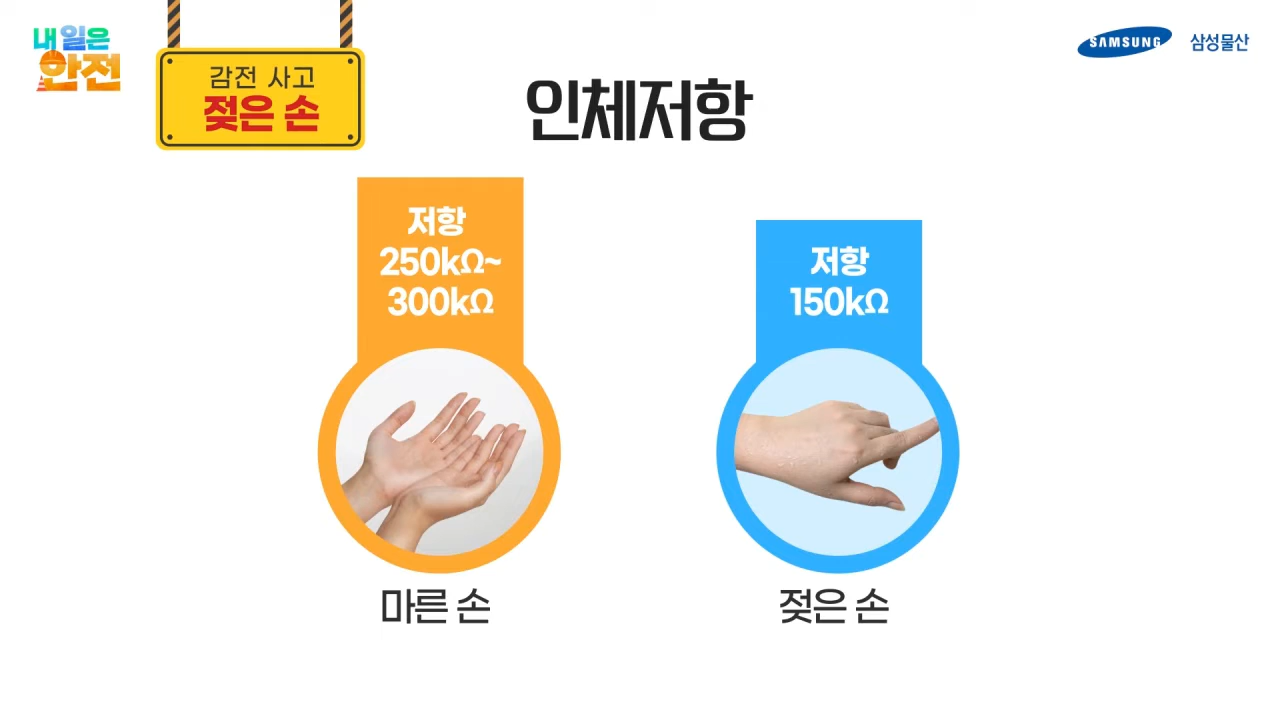 내 일은
안전
감전 사고
젖은 손
SAMSUNG 삼성물산
인체저항
저항
250kΩ~
300kΩ
저항
150kΩ
마른 손
젖은 손